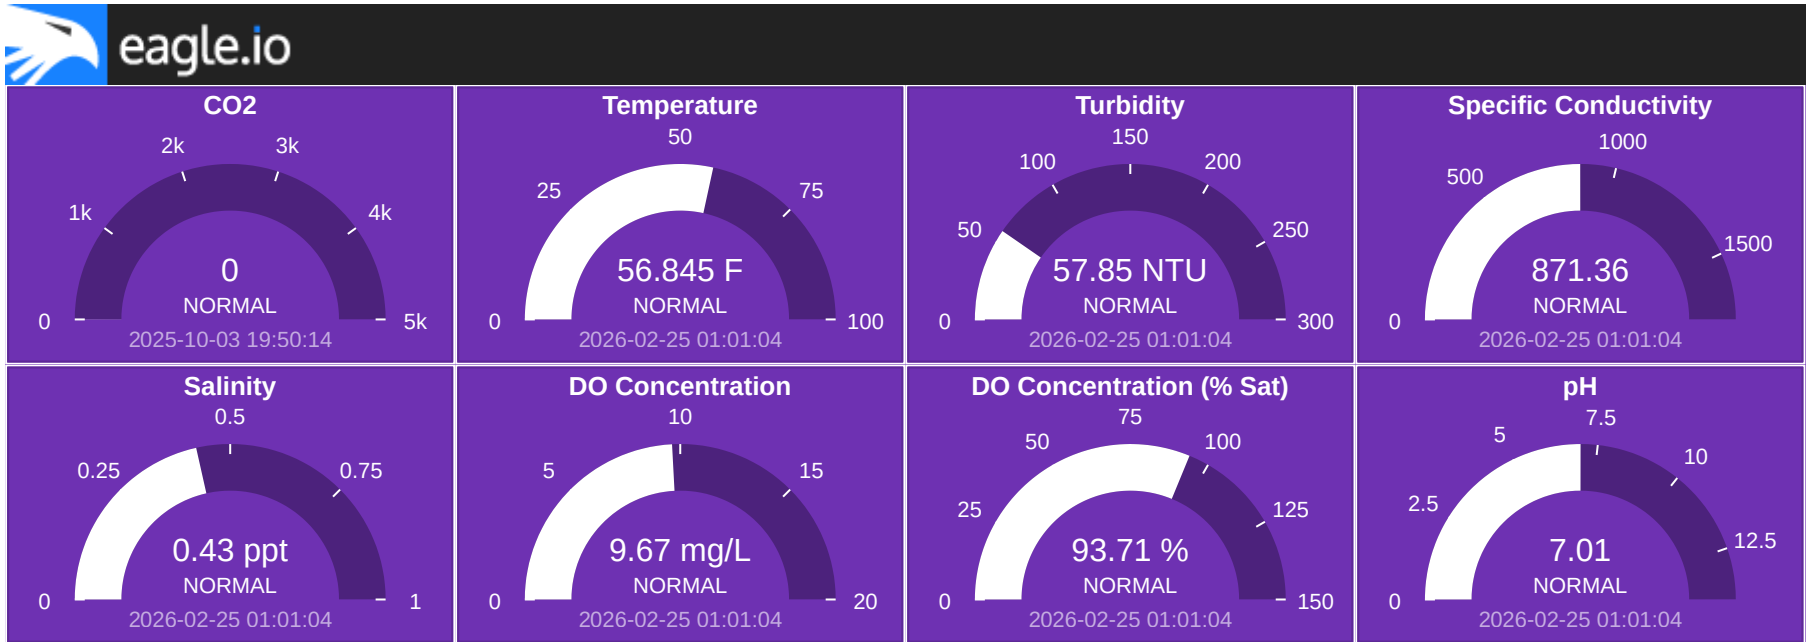 eagle.io
CO2
2k
3k
1k
4k
0
5k
0
NORMAL
2025-10-03 19:50:14
Temperature
50
25
75
0
100
56.845 F
NORMAL
2026-02-25 01:01:04
Turbidity
150
100
200
50
250
0
300
57.85 NTU
NORMAL
2026-02-25 01:01:04
Specific Conductivity
1000
500
1500
0
871.36
NORMAL
2026-02-25 01:01:04
Salinity
0.5
0.25
0.75
0
1
0.43 ppt
NORMAL
2026-02-25 01:01:04
DO Concentration
10
5
15
0
20
9.67 mg/L
NORMAL
2026-02-25 01:01:04
DO Concentration (% Sat)
75
50
100
25
125
0
150
93.71 %
NORMAL
2026-02-25 01:01:04
pH
7.5
5
10
2.5
12.5
0
7.01
NORMAL
2026-02-25 01:01:04